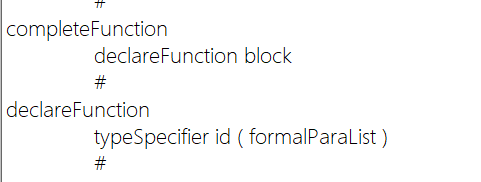 #
completeFunction
declareFunction block
#
declareFunction
typeSpecifier id ( formalParaList )
#